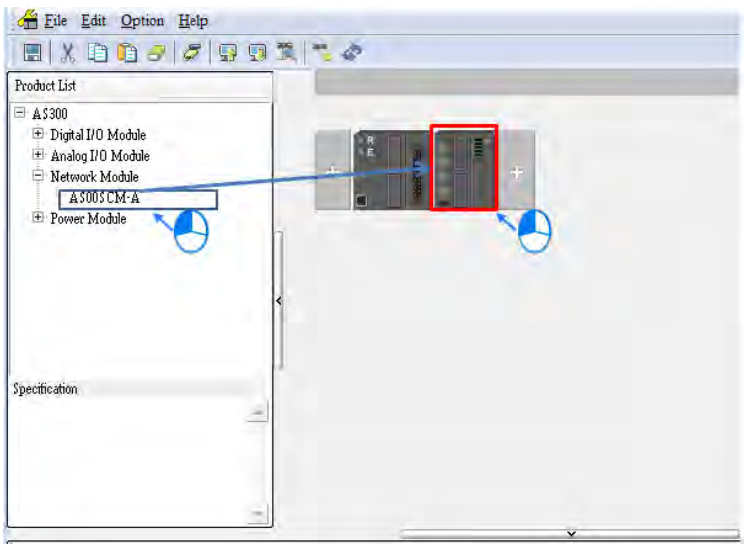 File Edit Option Help
Product List
AS300
Digital I/O Module
Analog I/O Module
Network Module
AS00SCM-A
Power Module
R
E
Specification